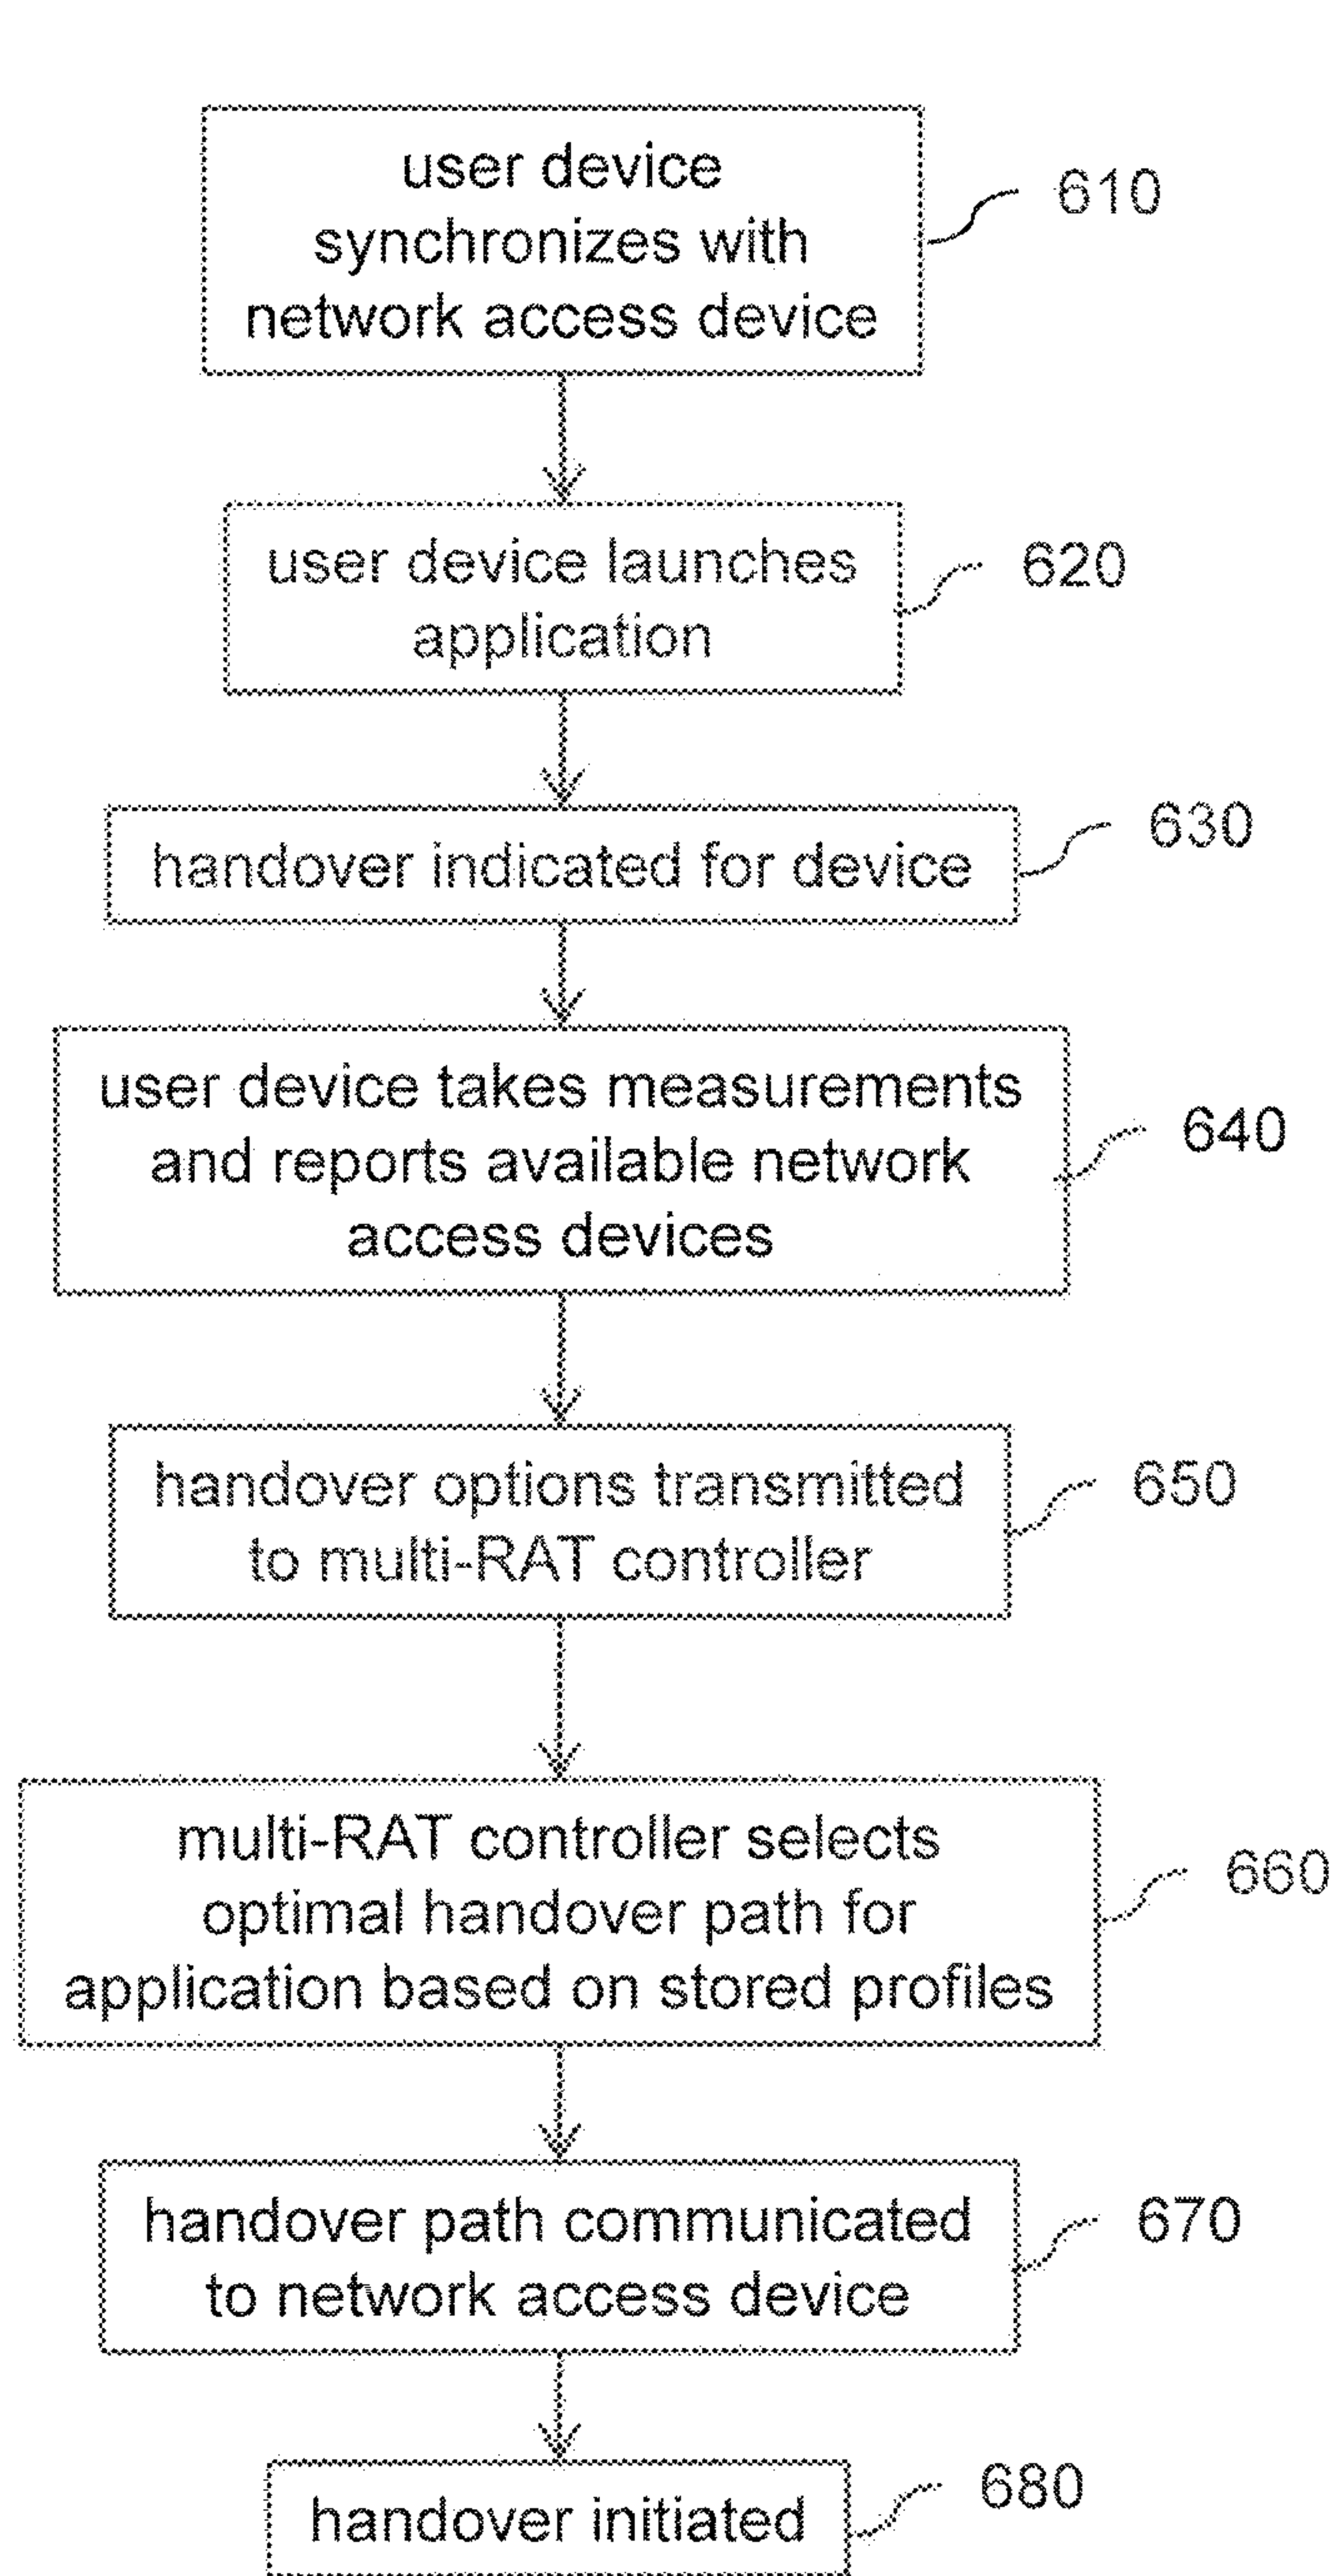 user device
synchronizes with
network access device
610
user device launches
application
620
handover indicated for device
630
user device takes measurements
and reports available network
access devices
640
handover options transmitted
to multi-RAT controller
650
multi-RAT controller selects
optimal handover path for
application based on stored profiles
660
handover path communicated
to network access device
670
handover initiated
680